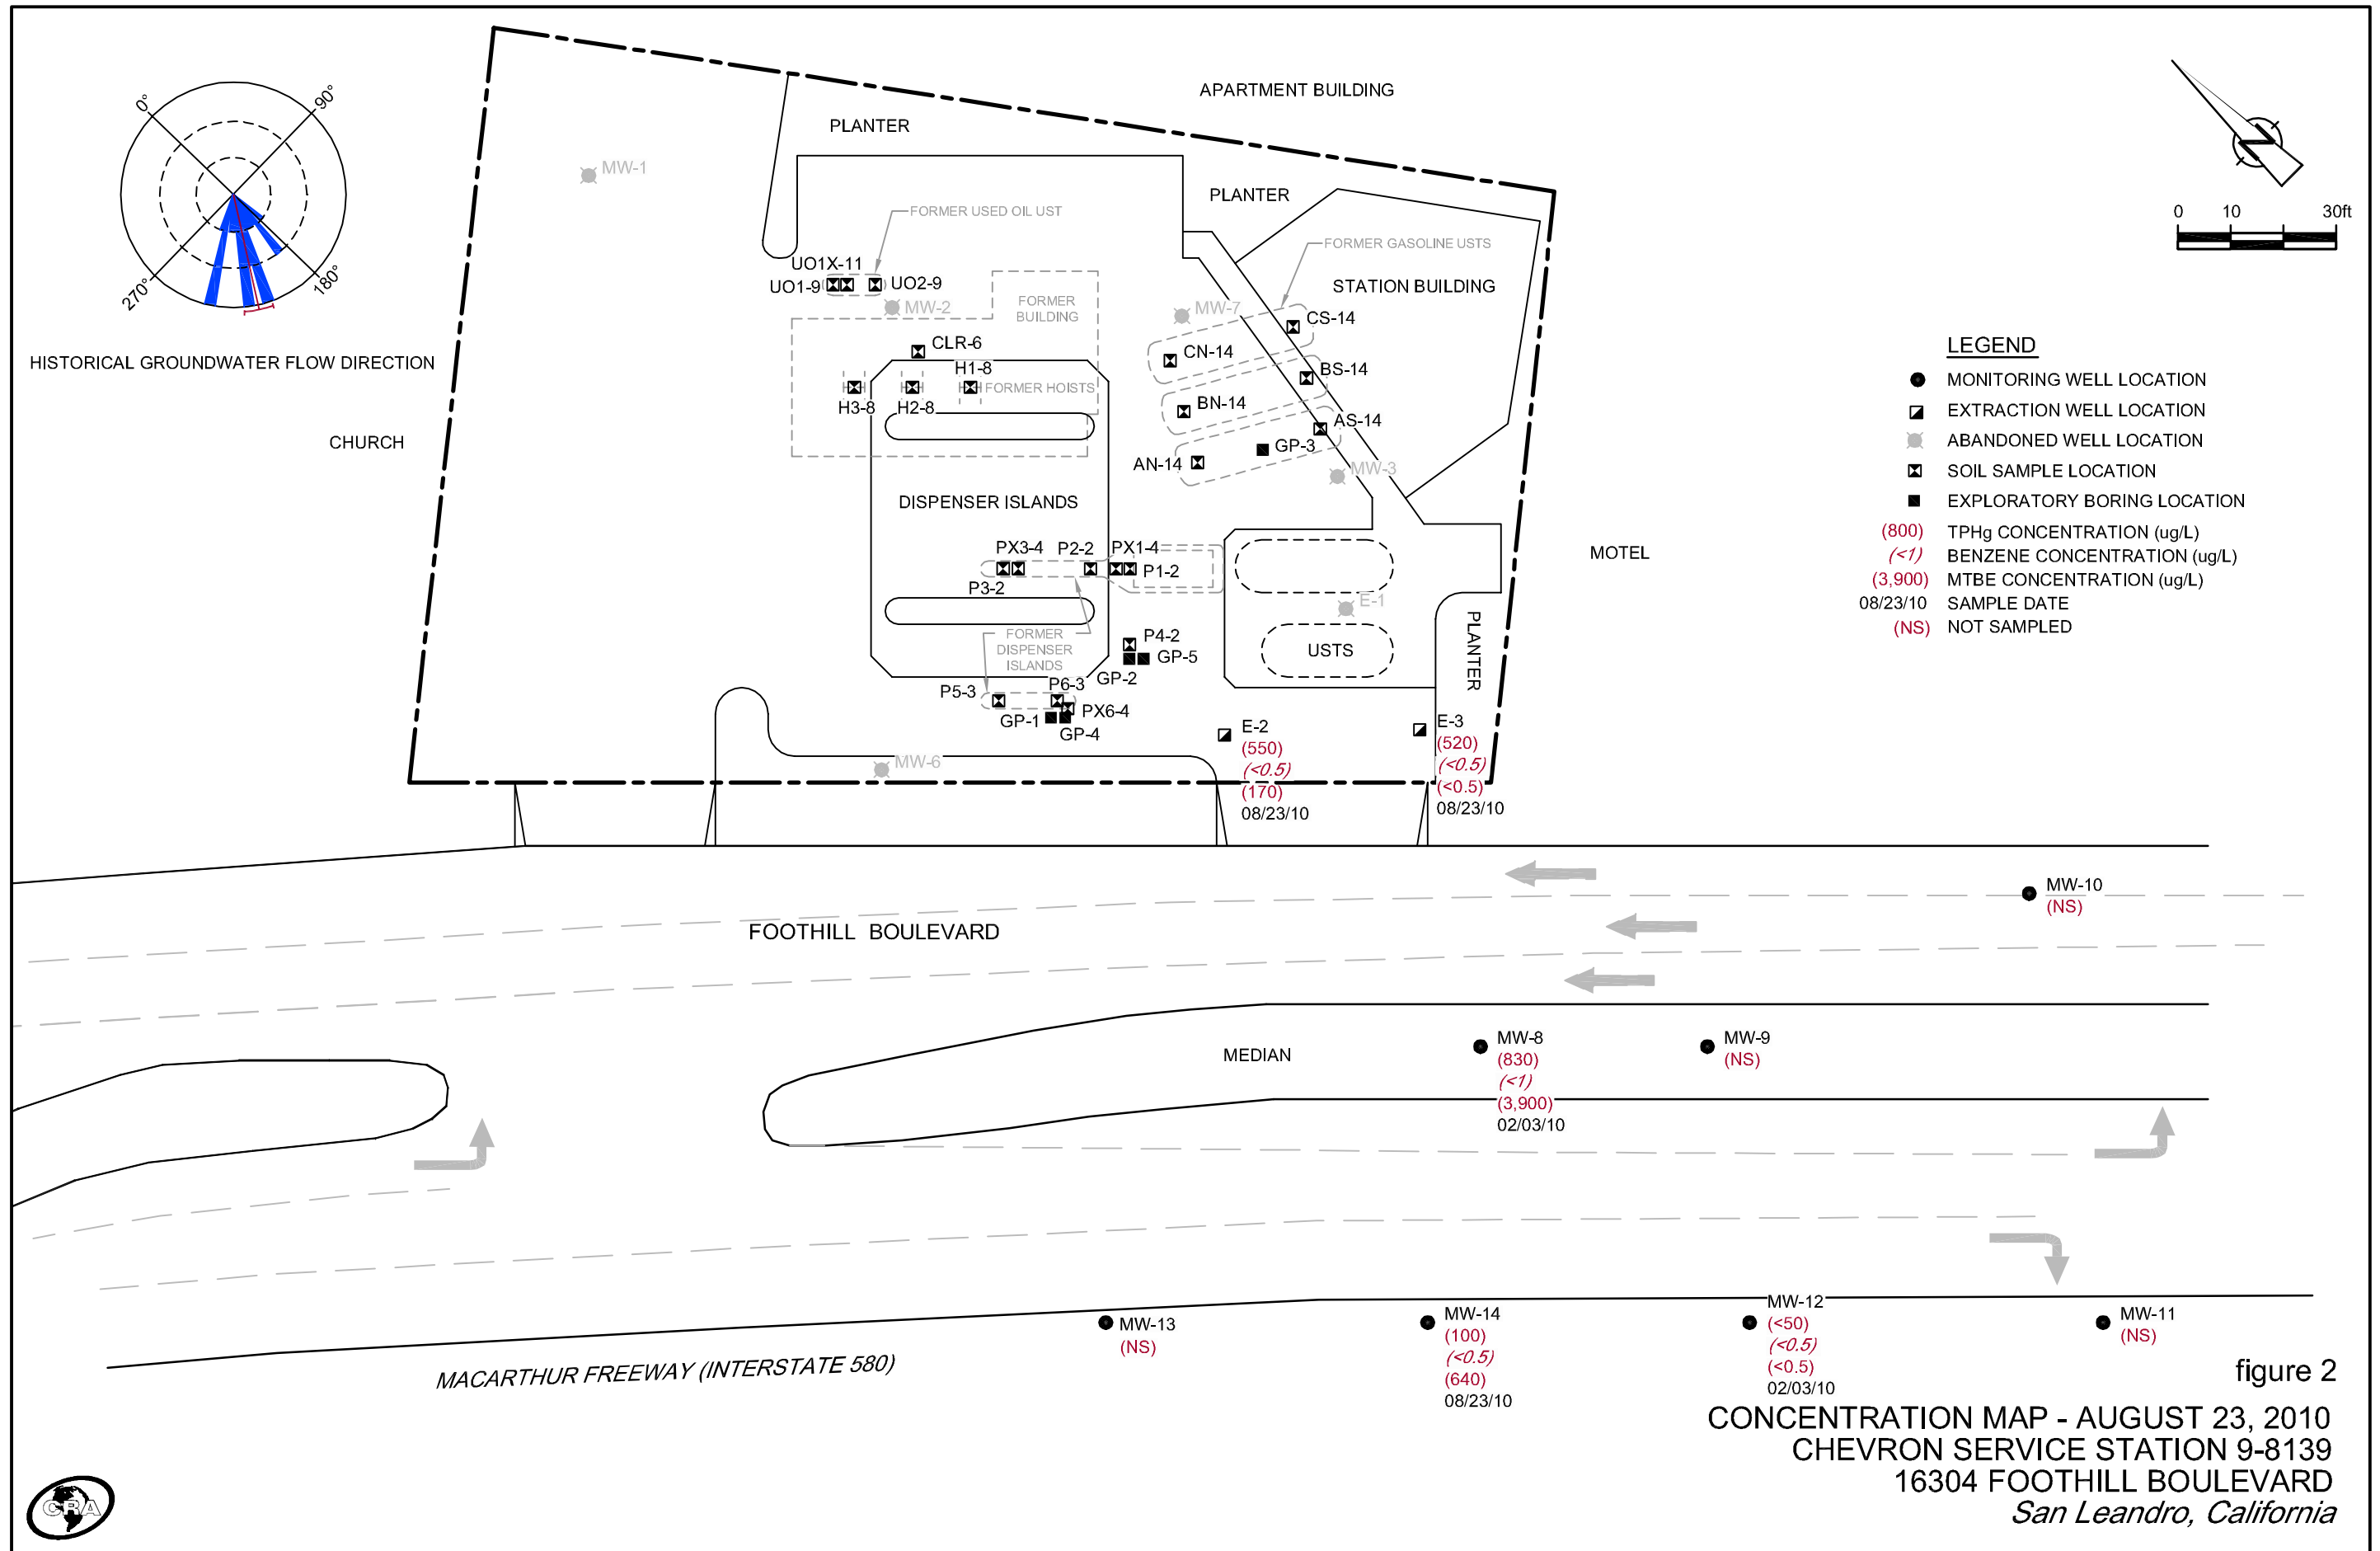 APARTMENT BUILDING
PLANTER
0°
90°
270°
180°
HISTORICAL GROUNDWATER FLOW DIRECTION
MW-1
PLANTER
FORMER USED OIL UST
FORMER GASOLINE USTS
STATION BUILDING
UO1X-11
UO1-9
UO2-9
MW-2
FORMER
BUILDING
MW-7
CS-14
CLR-6
CN-14
H1-8
FORMER HOISTS
BS-14
H3-8
H2-8
BN-14
AS-14
GP-3
CHURCH
AN-14
MW-3
DISPENSER ISLANDS
PX3-4
P2-2
PX1-4
P1-2
P3-2
MOTEL
E-1
FORMER
DISPENSER
ISLANDS
P4-2
GP-5
GP-2
USTS
PLANTER
P5-3
P6-3
PX6-4
GP-1
GP-4
MW-6
E-2
(550)
(<0.5)
(170)
08/23/10
E-3
(520)
(<0.5)
(<0.5)
08/23/10
N
0 10 30ft
LEGEND
MONITORING WELL LOCATION
EXTRACTION WELL LOCATION
ABANDONED WELL LOCATION
SOIL SAMPLE LOCATION
EXPLORATORY BORING LOCATION
(800) TPHg CONCENTRATION (ug/L)
(<1) BENZENE CONCENTRATION (ug/L)
(3,900) MTBE CONCENTRATION (ug/L)
08/23/10 SAMPLE DATE
(NS) NOT SAMPLED
MW-10
(NS)
FOOTHILL BOULEVARD
MEDIAN
MW-8
(830)
(<1)
(3,900)
02/03/10
MW-9
(NS)
MW-13
(NS)
MW-14
(100)
(<0.5)
(640)
08/23/10
MW-12
(<50)
(<0.5)
(<0.5)
02/03/10
MW-11
(NS)
MACARTHUR FREEWAY (INTERSTATE 580)
figure 2
CONCENTRATION MAP - AUGUST 23, 2010
CHEVRON SERVICE STATION 9-8139
16304 FOOTHILL BOULEVARD
San Leandro, California
CRA